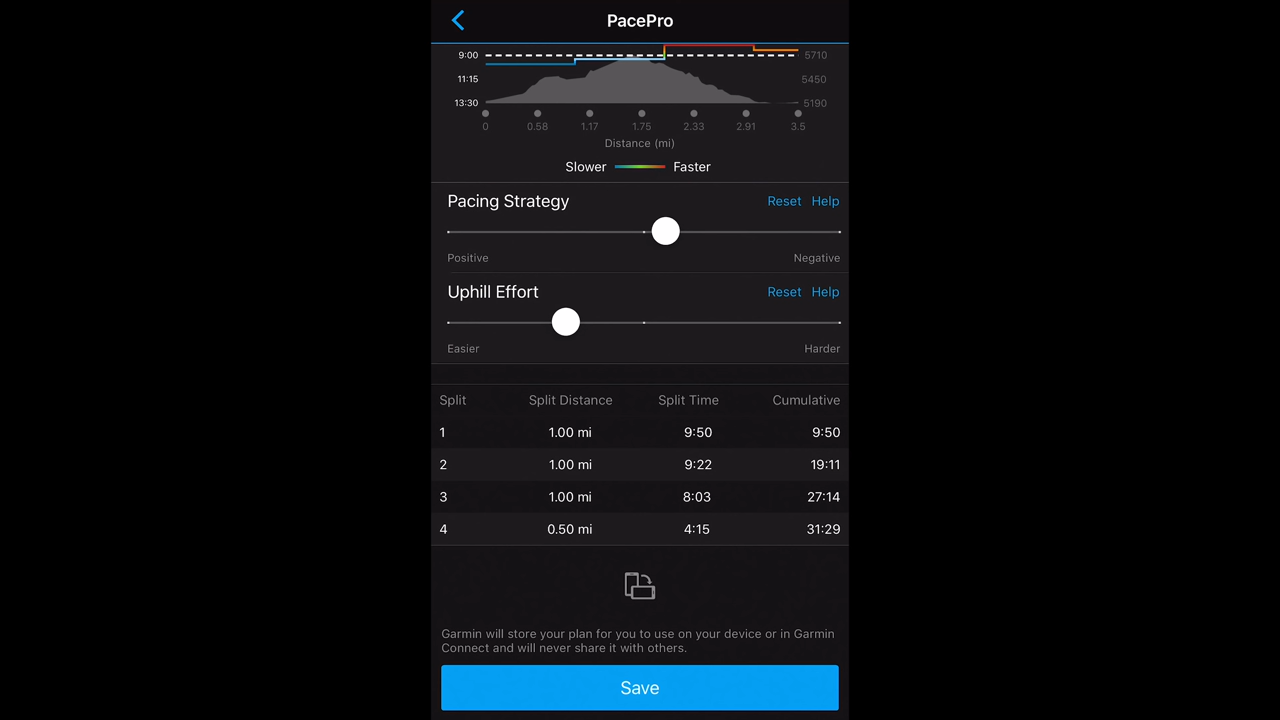 PacePro
9:00 5710
11:15 5450
13:30 5190
0 0.58 1.17 1.75 2.33 2.91 3.5
Distance (mi)
Slower Faster
Pacing Strategy Reset Help
Positive Negative
Uphill Effort Reset Help
Easier Harder
Split Split Distance Split Time Cumulative
1 1.00 mi 9:50 9:50
2 1.00 mi 9:22 19:11
3 1.00 mi 8:03 27:14
4 0.50 mi 4:15 31:29
Garmin will store your plan for you to use on your device or in Garmin
Connect and will never share it with others.
Save